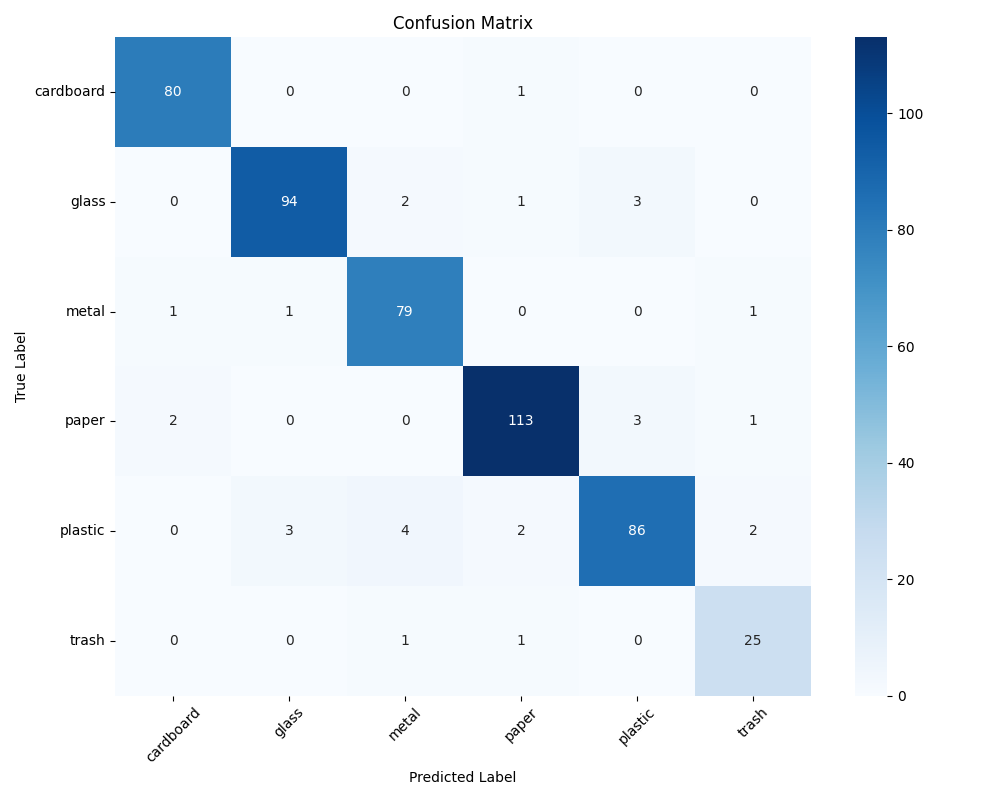 Confusion Matrix
cardboard 80 0 0 1 0 0
100
glass 0 94 2 1 3 0
80
metal 1 1 79 0 0 1
60
True Label
paper 2 0 0 113 3 1
40
plastic 0 3 4 2 86 2
20
trash 0 0 1 1 0 25
0
cardboard glass metal paper plastic trash
Predicted Label